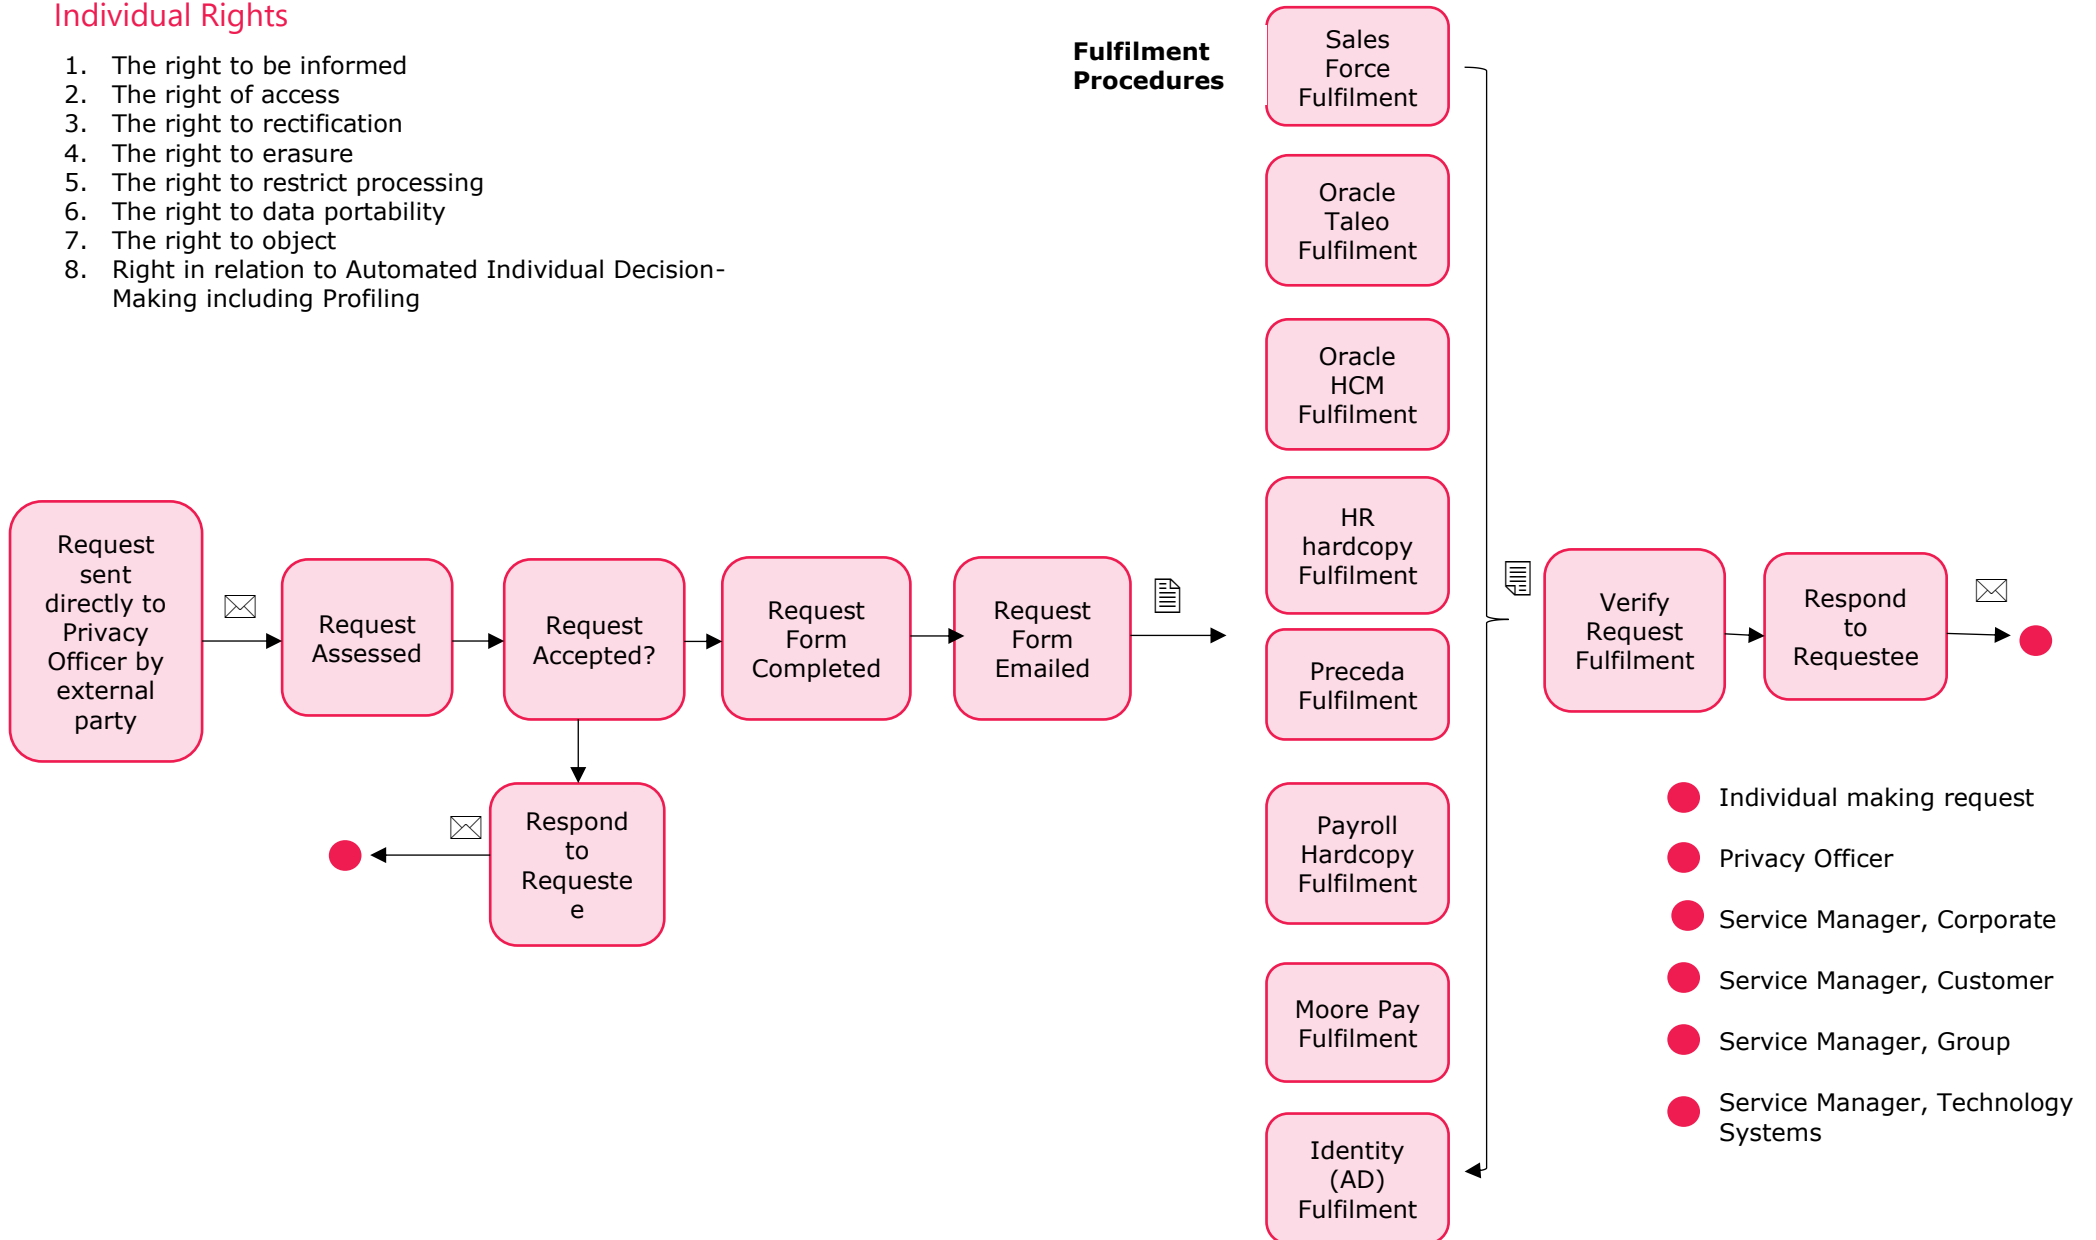 Individual Rights
1. The right to be informed
2. The right of access
3. The right to rectification
4. The right to erasure
5. The right to restrict processing
6. The right to data portability
7. The right to object
8. Right in relation to Automated Individual Decision-
Making including Profiling
Fulfilment
Procedures
Sales
Force
Fulfilment
Oracle
Taleo
Fulfilment
Oracle
HCM
Fulfilment
HR
hardcopy
Fulfilment
Preceda
Fulfilment
Payroll
Hardcopy
Fulfilment
Moore Pay
Fulfilment
Identity
(AD)
Fulfilment
Request
sent
directly to
Privacy
Officer by
external
party
Request
Assessed
Request
Accepted?
Request
Form
Completed
Request
Form
Emailed
Respond
to
Requeste
e
Verify
Request
Fulfilment
Respond
to
Requestee
Individual making request
Privacy Officer
Service Manager, Corporate
Service Manager, Customer
Service Manager, Group
Service Manager, Technology
Systems